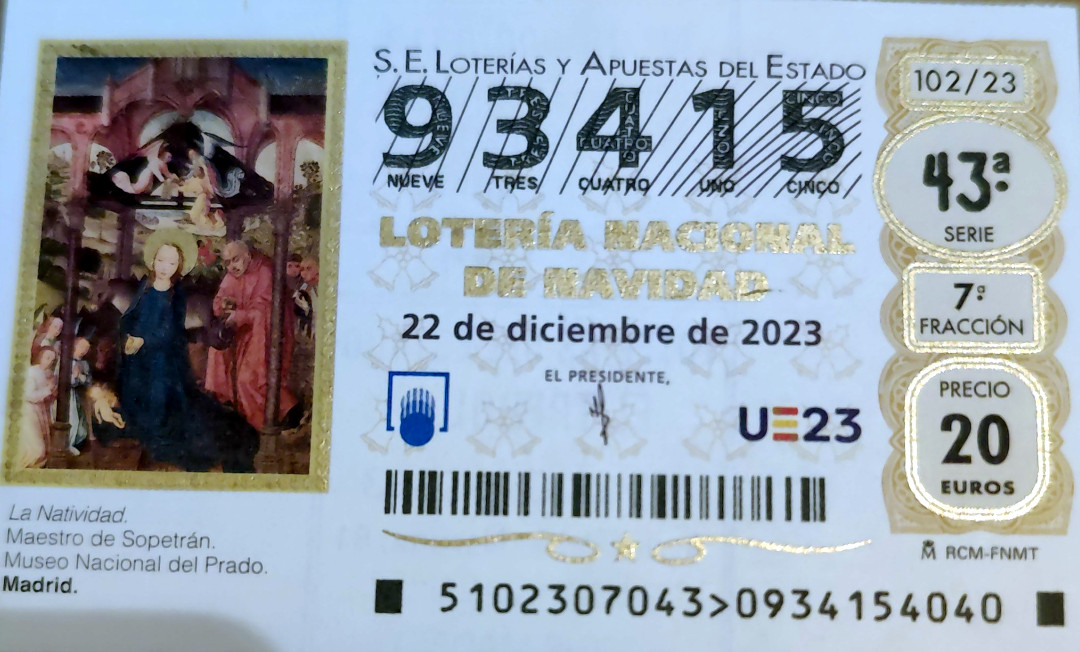 S.E. LOTERÍAS Y APUESTAS DEL ESTADO
93415
NUEVE TRES CUATRO UNO CINCO
LOTERÍA NACIONAL
DE NAVIDAD
22 de diciembre de 2023
EL PRESIDENTE,
UE23
5102307043>0934154040
102/23
43ª
SERIE
7ª
FRACCIÓN
PRECIO
20
EUROS
RCM-FNMT
La Natividad.
Maestro de Sopetrán.
Museo Nacional del Prado.
Madrid.